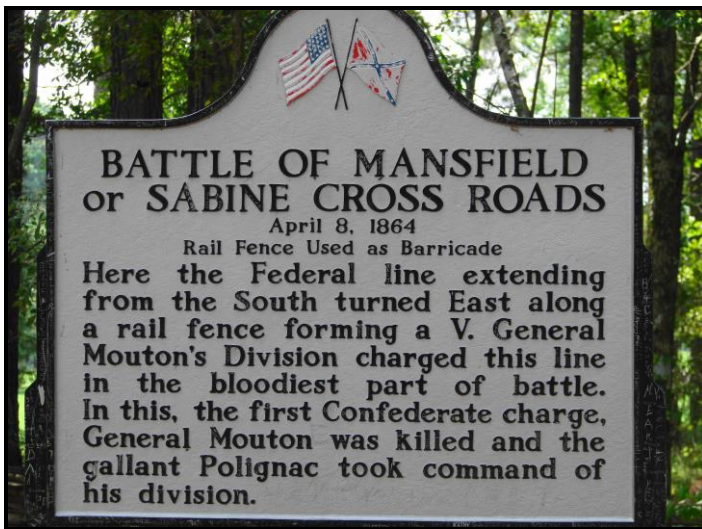 BATTLE OF MANSFIELD
or SABINE CROSS ROADS
April 8, 1864
Rail Fence Used as Barricade
Here the Federal line extending
from the South turned East along
a rail fence forming a V. General
Mouton's Division charged this line
in the bloodiest part of battle.
In this, the first Confederate charge,
General Mouton was killed and the
gallant Polignac took command of
his division.